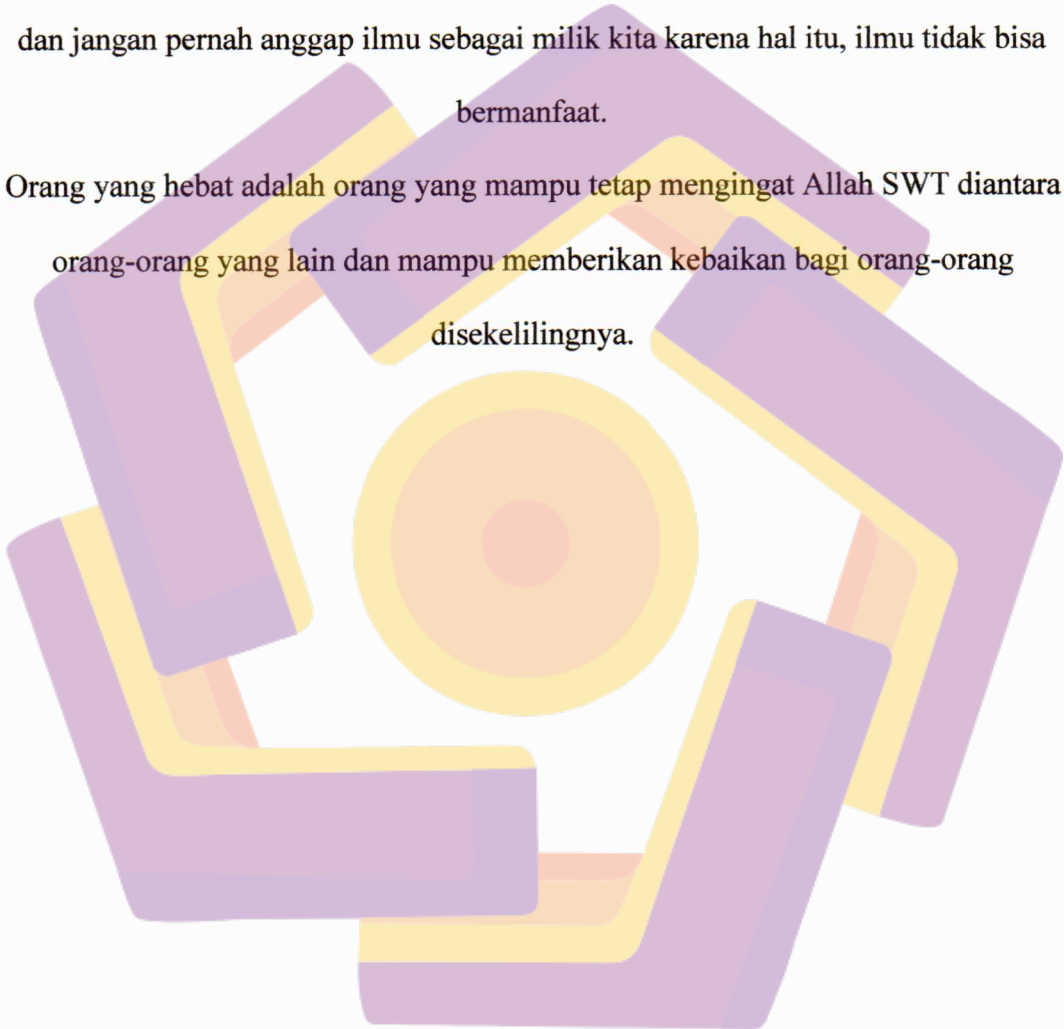 dan jangan pernah anggap ilmu sebagai milik kita karena hal itu, ilmu tidak bisa
bermanfaat.
Orang yang hebat adalah orang yang mampu tetap mengingat Allah SWT diantara
orang-orang yang lain dan mampu memberikan kebaikan bagi orang-orang
disekelilingnya.